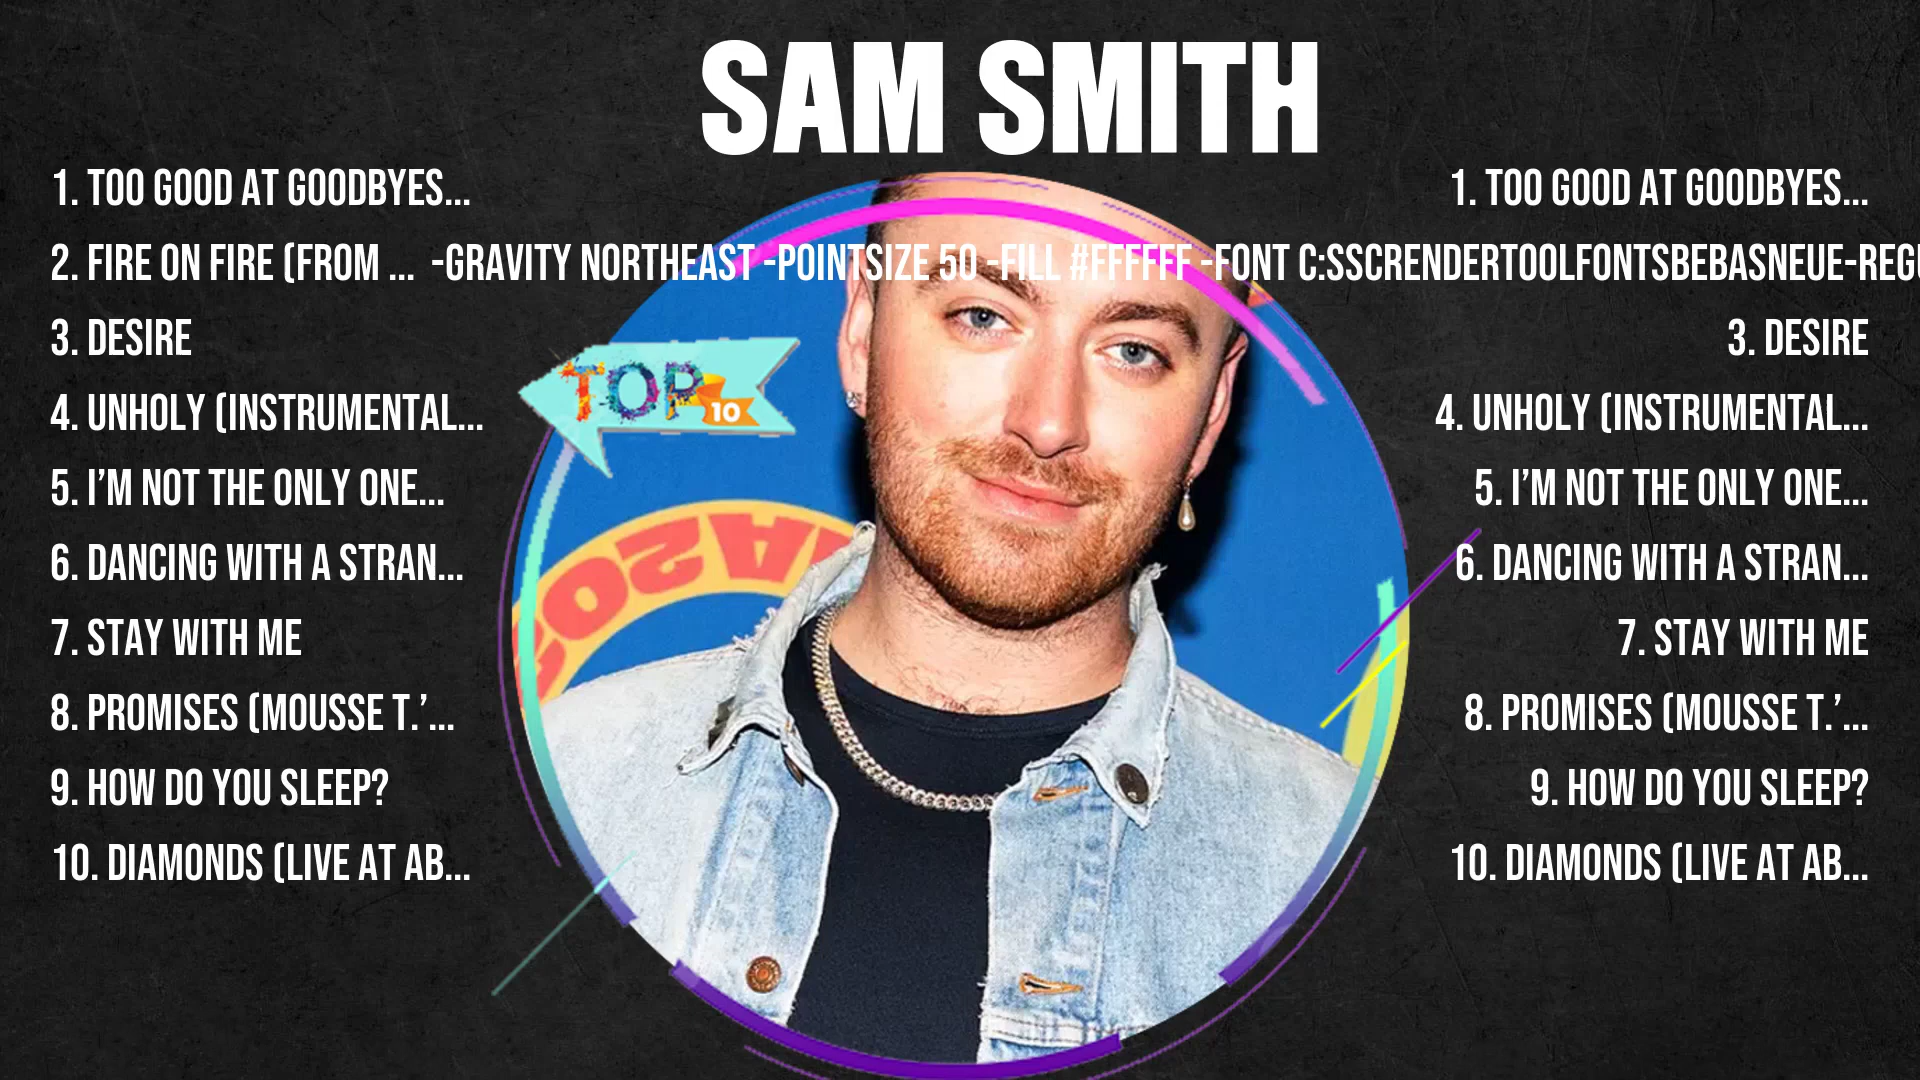 SAM SMITH
1. TOO GOOD AT GOODBYES...
2. FIRE ON FIRE (FROM ... -GRAVITY NORTHEAST -POINTSIZE 50 -FILL #FFFFFF -FONT C:SSCRENDERTOOLFONTSBEBASNEUE-REGU
3. DESIRE
4. UNHOLY (INSTRUMENTAL...
5. I'M NOT THE ONLY ONE...
6. DANCING WITH A STRAN...
7. STAY WITH ME
8. PROMISES (MOUSSE T.'...
9. HOW DO YOU SLEEP?
10. DIAMONDS (LIVE AT AB...
TOP 10
1. TOO GOOD AT GOODBYES...
3. DESIRE
4. UNHOLY (INSTRUMENTAL...
5. I'M NOT THE ONLY ONE...
6. DANCING WITH A STRAN...
7. STAY WITH ME
8. PROMISES (MOUSSE T.'...
9. HOW DO YOU SLEEP?
10. DIAMONDS (LIVE AT AB...